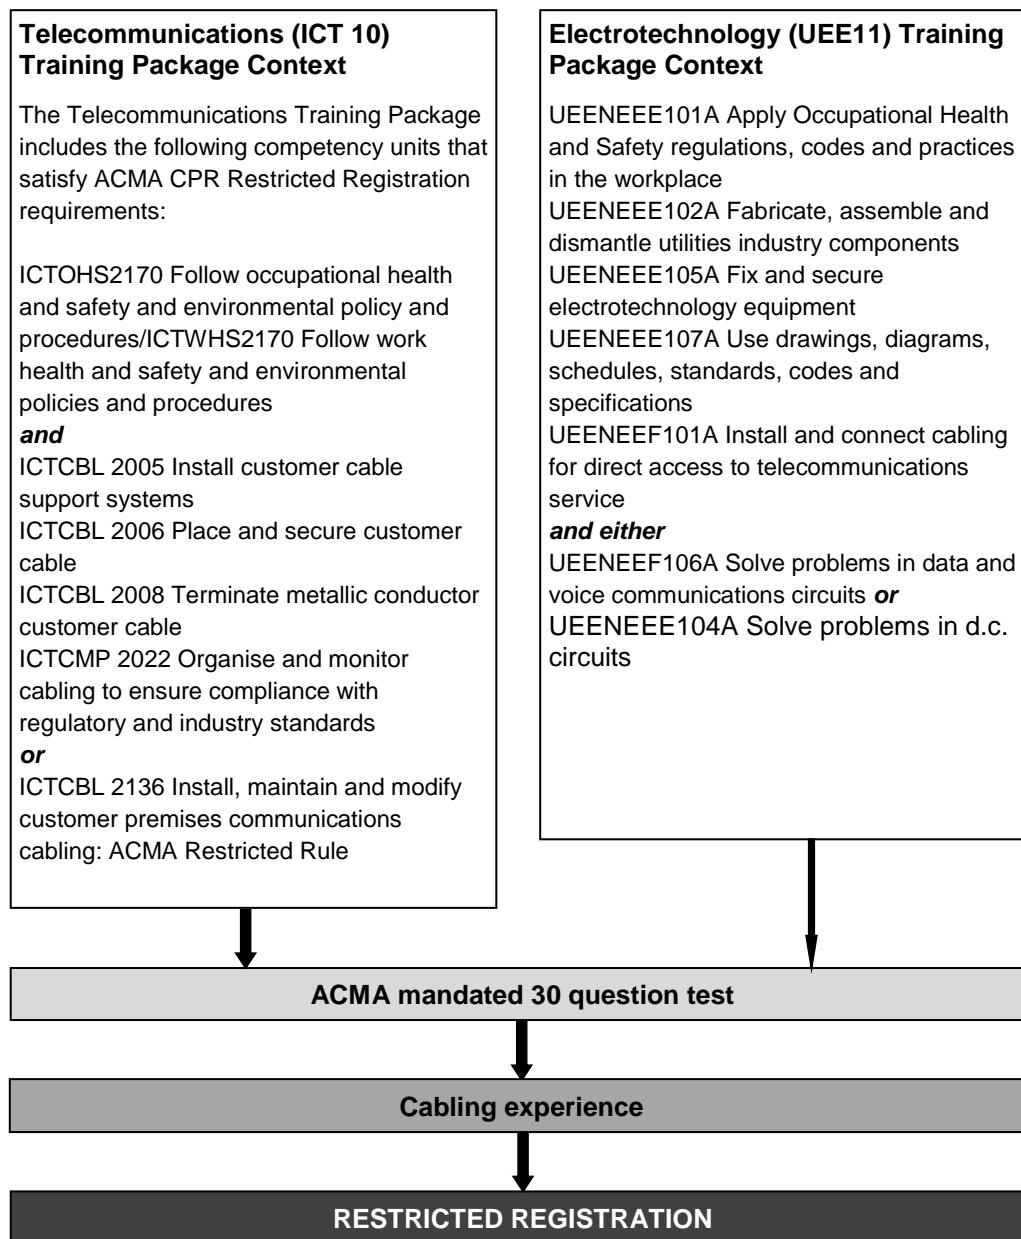 Telecommunications (ICT 10)
Training Package Context
The Telecommunications Training Package
includes the following competency units that
satisfy ACMA CPR Restricted Registration
requirements:
ICTOHS2170 Follow occupational health
and safety and environmental policy and
procedures/ICTWHS2170 Follow work
health and safety and environmental
policies and procedures
and
ICTCBL 2005 Install customer cable
support systems
ICTCBL 2006 Place and secure customer
cable
ICTCBL 2008 Terminate metallic conductor
customer cable
ICTCMP 2022 Organise and monitor
cabling to ensure compliance with
regulatory and industry standards
or
ICTCBL 2136 Install, maintain and modify
customer premises communications
cabling: ACMA Restricted Rule
Electrotechnology (UEE11) Training
Package Context
UEENEEE101A Apply Occupational Health
and Safety regulations, codes and practices
in the workplace
UEENEEE102A Fabricate, assemble and
dismantle utilities industry components
UEENEEE105A Fix and secure
electrotechnology equipment
UEENEEE107A Use drawings, diagrams,
schedules, standards, codes and
specifications
UEENEEF101A Install and connect cabling
for direct access to telecommunications
service
and either
UEENEEF106A Solve problems in data and
voice communications circuits or
UEENEEE104A Solve problems in d.c.
circuits
ACMA mandated 30 question test
Cabling experience
RESTRICTED REGISTRATION